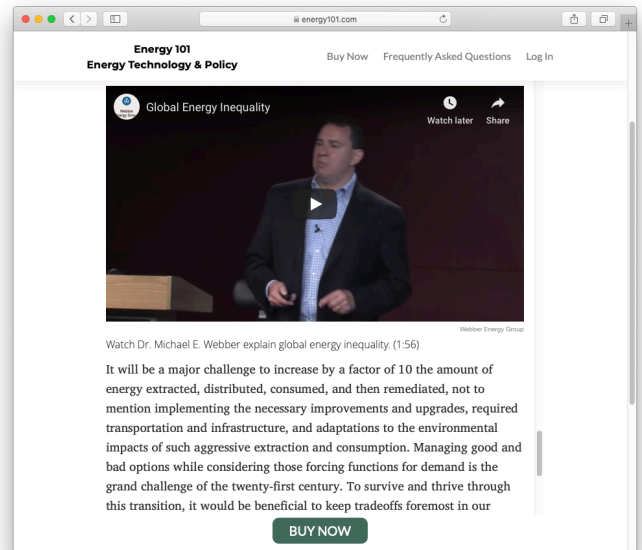 energy101.com
Energy 101
Energy Technology & Policy
Buy Now Frequently Asked Questions Log In
Global Energy Inequality
Watch later Share
Webber Energy Group
Watch Dr. Michael E. Webber explain global energy inequality. (1:56)
It will be a major challenge to increase by a factor of 10 the amount of
energy extracted, distributed, consumed, and then remediated, not to
mention implementing the necessary improvements and upgrades, required
transportation and infrastructure, and adaptations to the environmental
impacts of such aggressive extraction and consumption. Managing good and
bad options while considering those forcing functions for demand is the
grand challenge of the twenty-first century. To survive and thrive through
this transition, it would be beneficial to keep tradeoffs foremost in our
BUY NOW